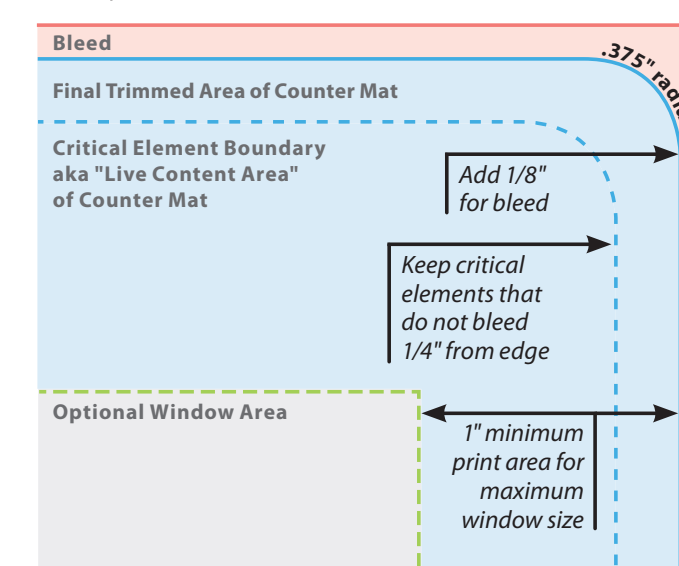 Bleed
.375"
Final Trimmed Area of Counter Mat
Critical Element Boundary
aka "Live Content Area"
of Counter Mat
Add 1/8"
for bleed
Keep critical
elements that
do not bleed
1/4" from edge
Optional Window Area
1" minimum
print area for
maximum
window size